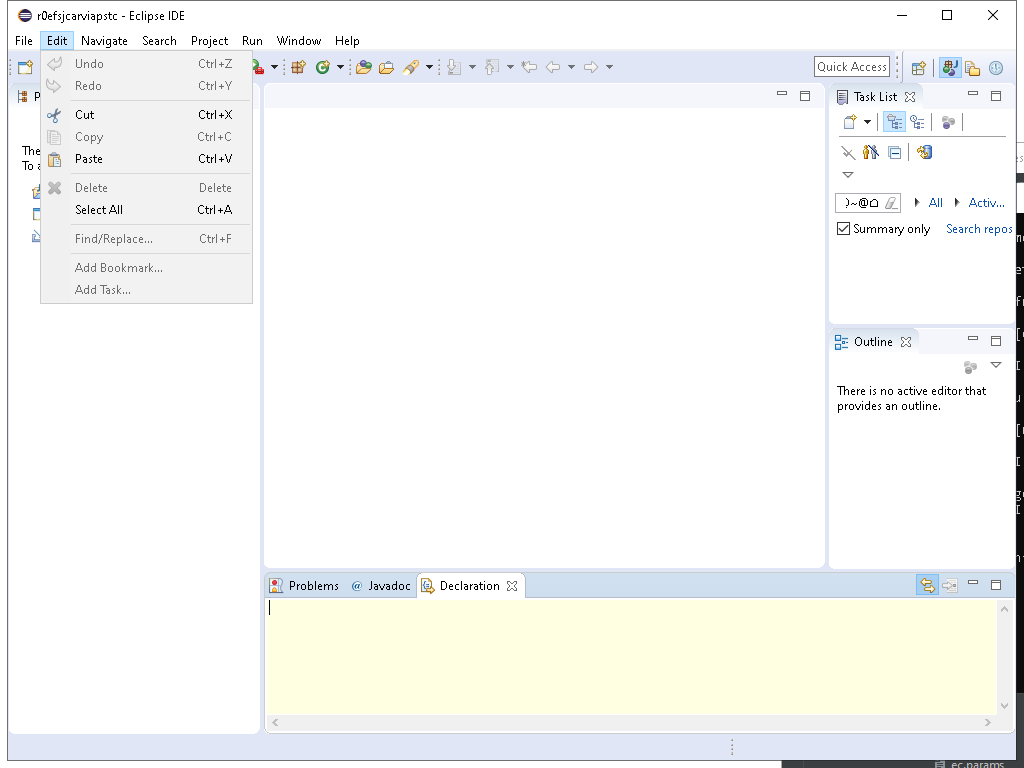 r0efsjcarviapstc - Eclipse IDE
File Edit Navigate Search Project Run Window Help
Undo Ctrl+Z
Redo Ctrl+Y
Cut Ctrl+X
Copy Ctrl+C
Paste Ctrl+V
Delete Delete
Select All Ctrl+A
Find/Replace... Ctrl+F
Add Bookmark...
Add Task...
Quick Access
The
To a
Task List
All Activ...
Summary only Search repos
Outline
There is no active editor that
provides an outline.
Problems @ Javadoc Declaration
ec.params